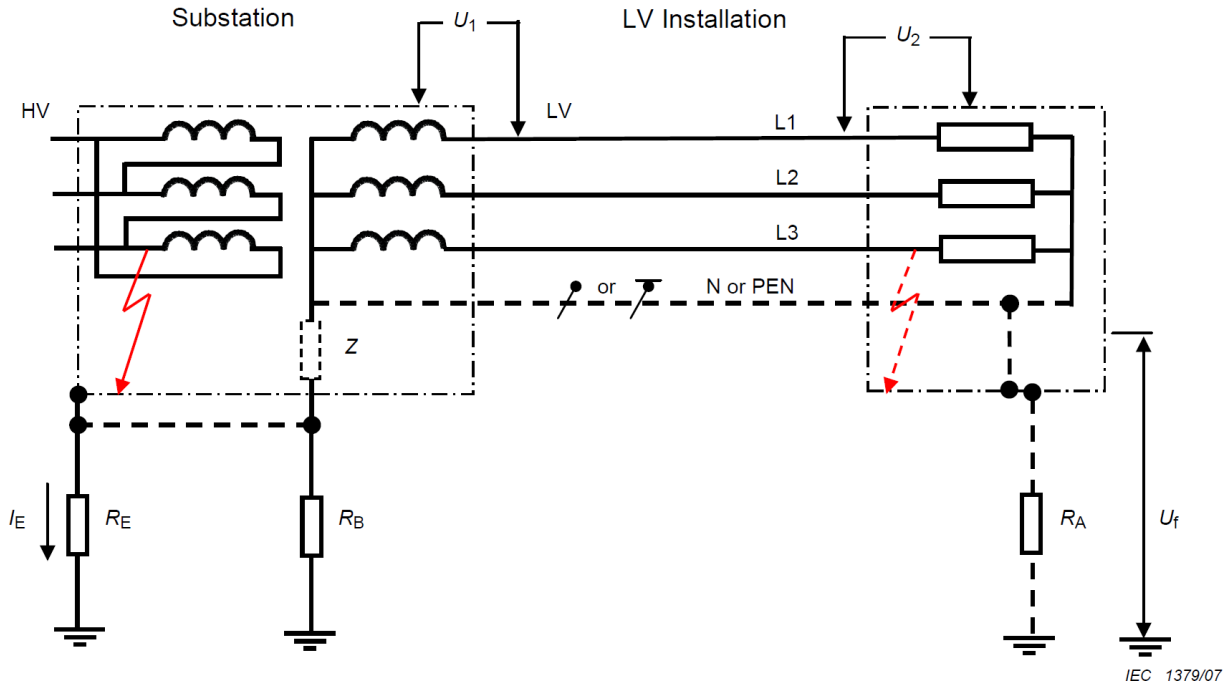 Substation
U1
LV Installation
U2
HV
LV
L1
L2
L3
or
N or PEN
Z
IE
RE
RB
RA
Uf
IEC 1379/07